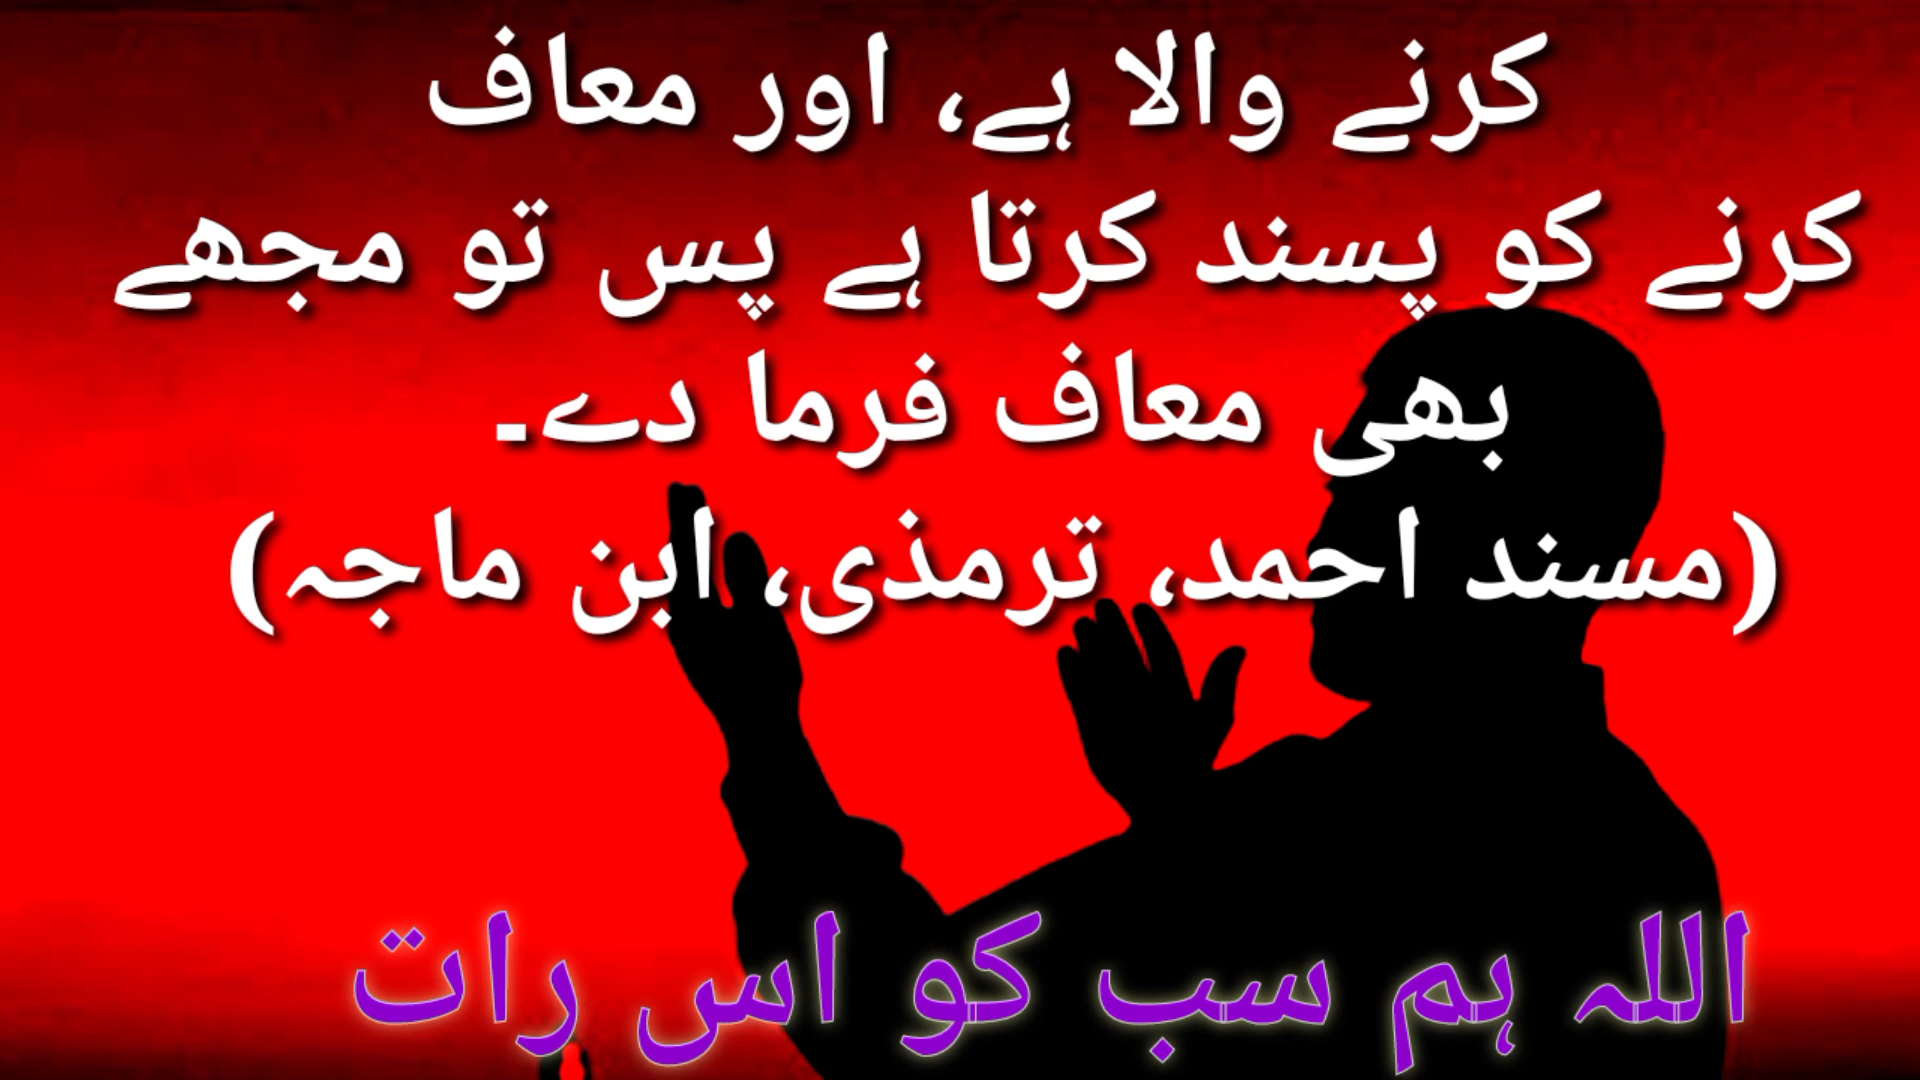 کرنے والا ہے، اور معاف
کرنے کو پسند کرتا ہے پس تو مجھے
بھی معاف فرما دے۔
(مسند احمد، ترمذی، ابن ماجہ)
اللہ ہم سب کو اس رات